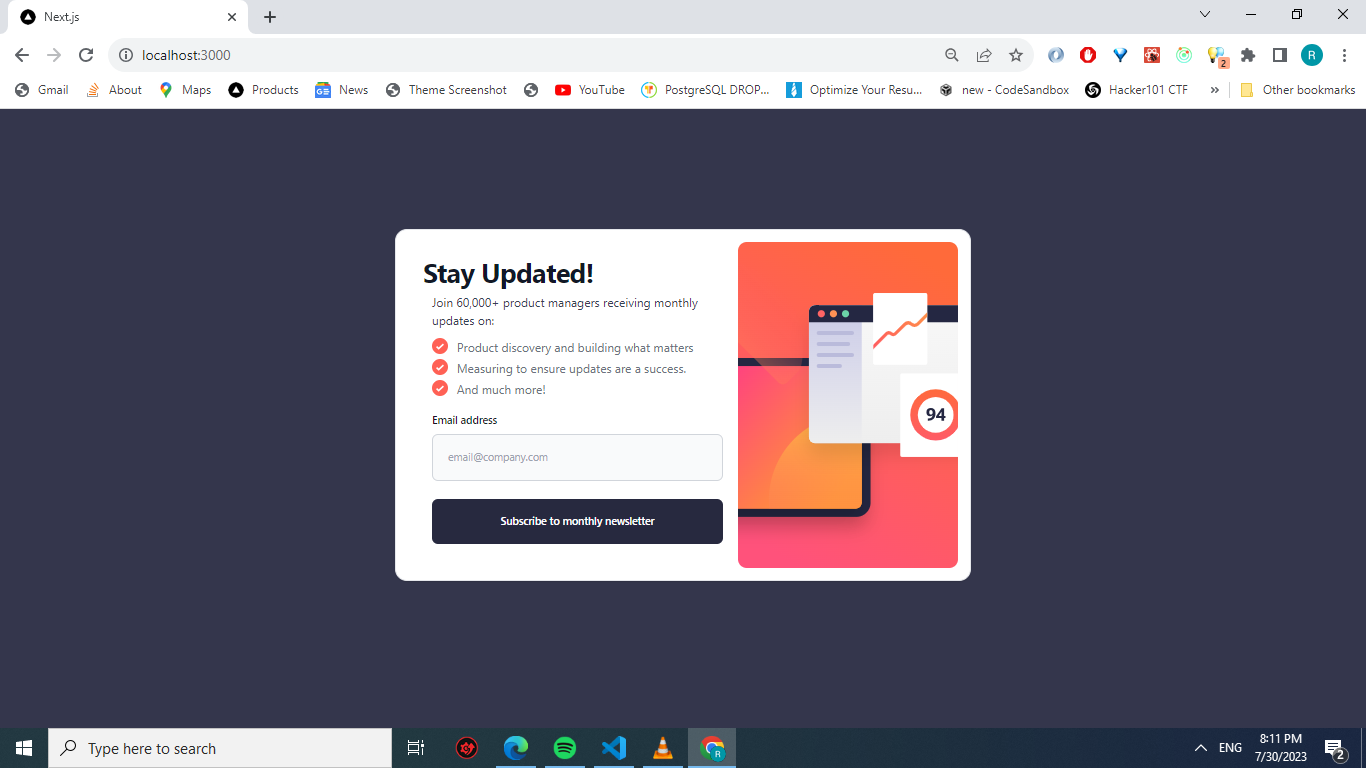 Next.js
localhost:3000
2
R
Gmail
About
Maps
Products
News
Theme Screenshot
YouTube
PostgreSQL DROP...
Optimize Your Resu...
new - CodeSandbox
Hacker101 CTF
»
Other bookmarks
Stay Updated!
Join 60,000+ product managers receiving monthly
updates on:
Product discovery and building what matters
Measuring to ensure updates are a success.
And much more!
Email address
email@company.com
Subscribe to monthly newsletter
94
Type here to search
R
ENG
8:11 PM
7/30/2023
2